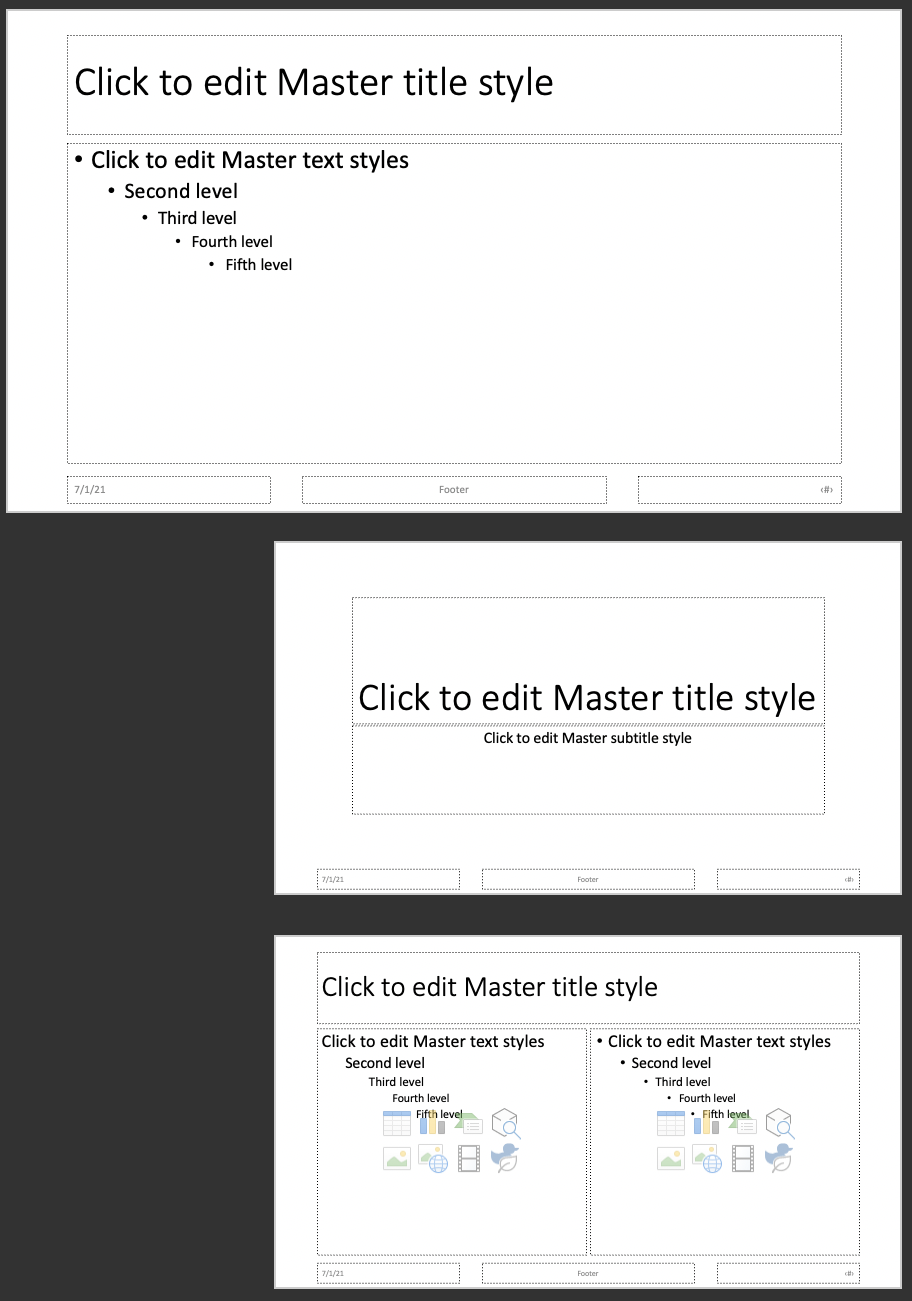 Click to edit Master title style
• Click to edit Master text styles
• Second level
• Third level
• Fourth level
• Fifth level
7/1/21
Footer
‹#›
Click to edit Master title style
Click to edit Master subtitle style
7/1/21
Footer
‹#›
Click to edit Master title style
Click to edit Master text styles
Second level
Third level
Fourth level
Fifth level
• Click to edit Master text styles
• Second level
• Third level
• Fourth level
• Fifth level
7/1/21
Footer
‹#›